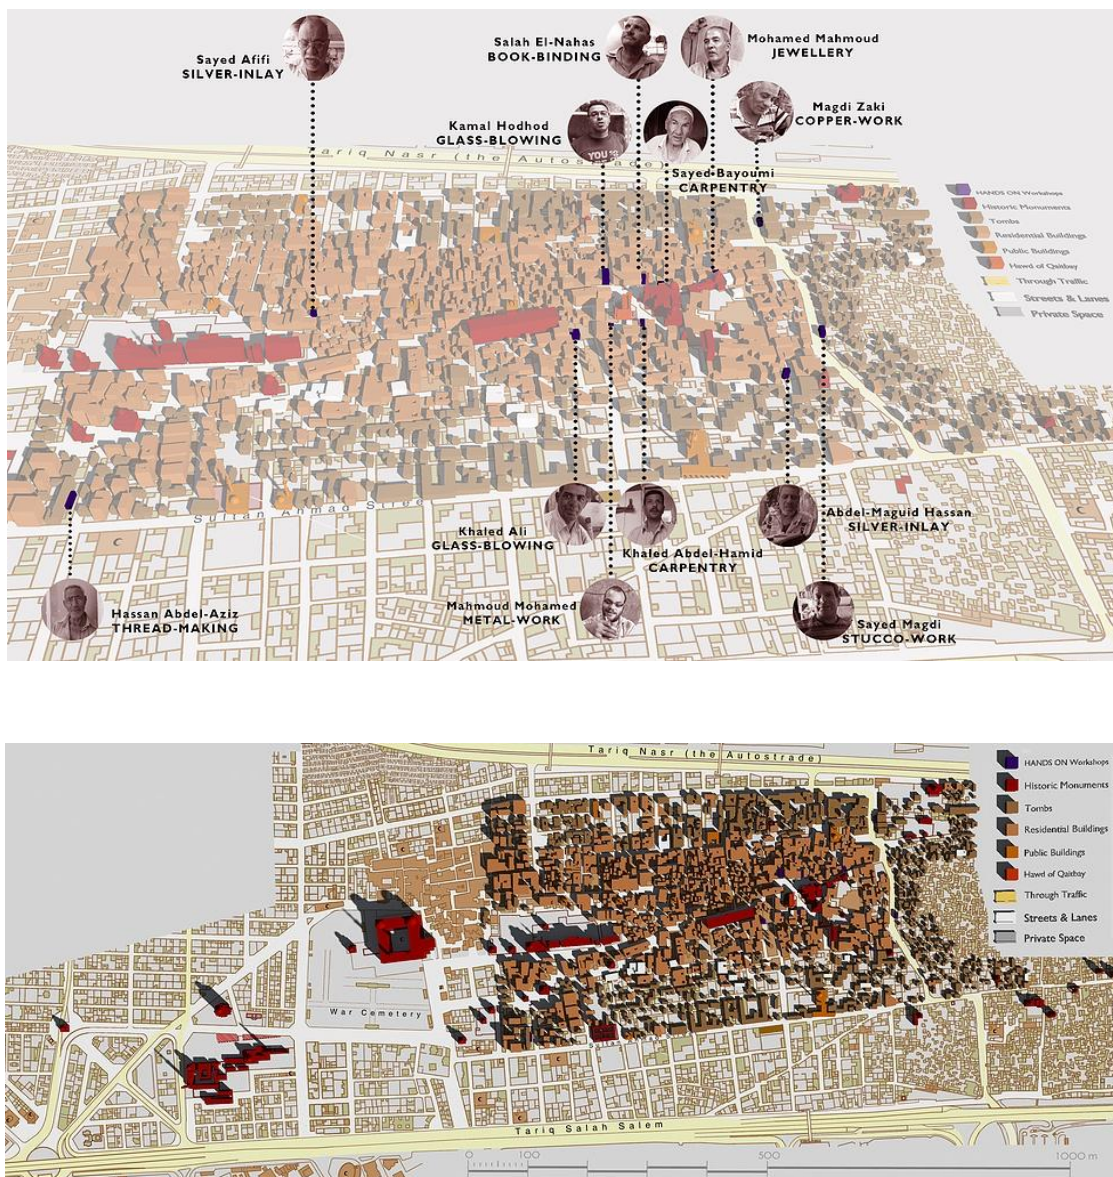 Sayed Afifi
SILVER-INLAY
Salah El-Nahas
BOOK-BINDING
Mohamed Mahmoud
JEWELLERY
Kamal Hodhod
GLASS-BLOWING
YOU
Magdi Zaki
COPPER-WORK
Tariq Nasr (the Autostrade)
Sayed Bayoumi
CARPENTRY
HANDS ON Workshops
Historic Monuments
Tombs
Residential Buildings
Public Buildings
Hawd of Qaitbay
Through Traffic
Streets & Lanes
Private Space
Sultan Ahmad Street
Khaled Ali
GLASS-BLOWING
Khaled Abdel-Hamid
CARPENTRY
Abdel-Maguid Hassan
SILVER-INLAY
Hassan Abdel-Aziz
THREAD-MAKING
Mahmoud Mohamed
METAL-WORK
Sayed Magdi
STUCCO-WORK
Tariq Nasr (the Autostrade)
HANDS ON Workshops
Historic Monuments
Tombs
Residential Buildings
Public Buildings
Hawd of Qaitbay
Through Traffic
Streets & Lanes
Private Space
War Cemetery
Tariq Salah Salem
0 100 500 1000 m